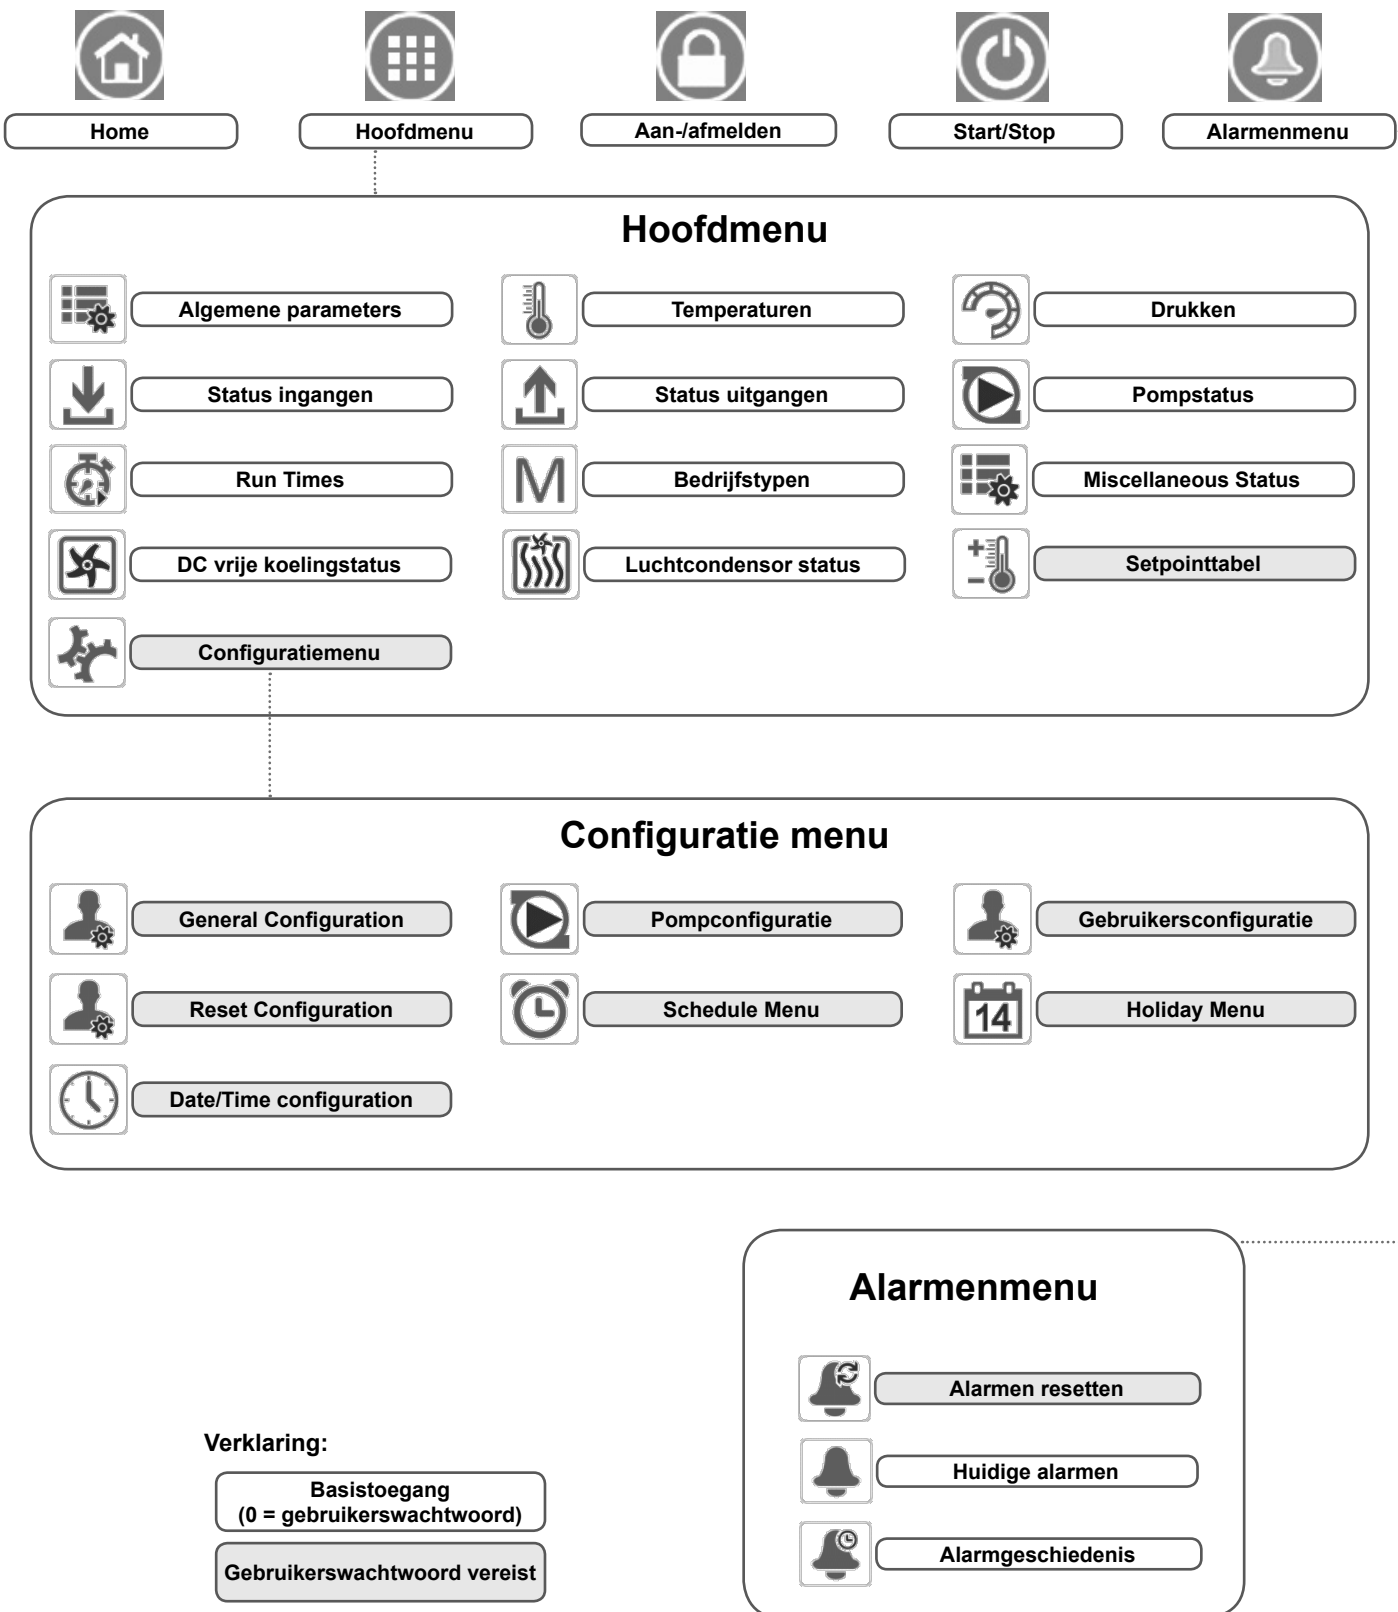 Home
Hoofdmenu
Aan-/afmelden
Start/Stop
Alarmenmenu
Hoofdmenu
Algemene parameters
Temperaturen
Drukken
Status ingangen
Status uitgangen
Pompstatus
Run Times
M
Bedrijfstypen
Miscellaneous Status
DC vrije koelingstatus
Luchtcondensor status
Setpointtabel
Configuratiemenu
Configuratie menu
General Configuration
Pompconfiguratie
Gebruikersconfiguratie
Reset Configuration
Schedule Menu
14
Holiday Menu
Date/Time configuration
Alarmenmenu
Alarmen resetten
Huidige alarmen
Alarmgeschiedenis
Verklaring:
Basistoegang
(0 = gebruikerswachtwoord)
Gebruikerswachtwoord vereist